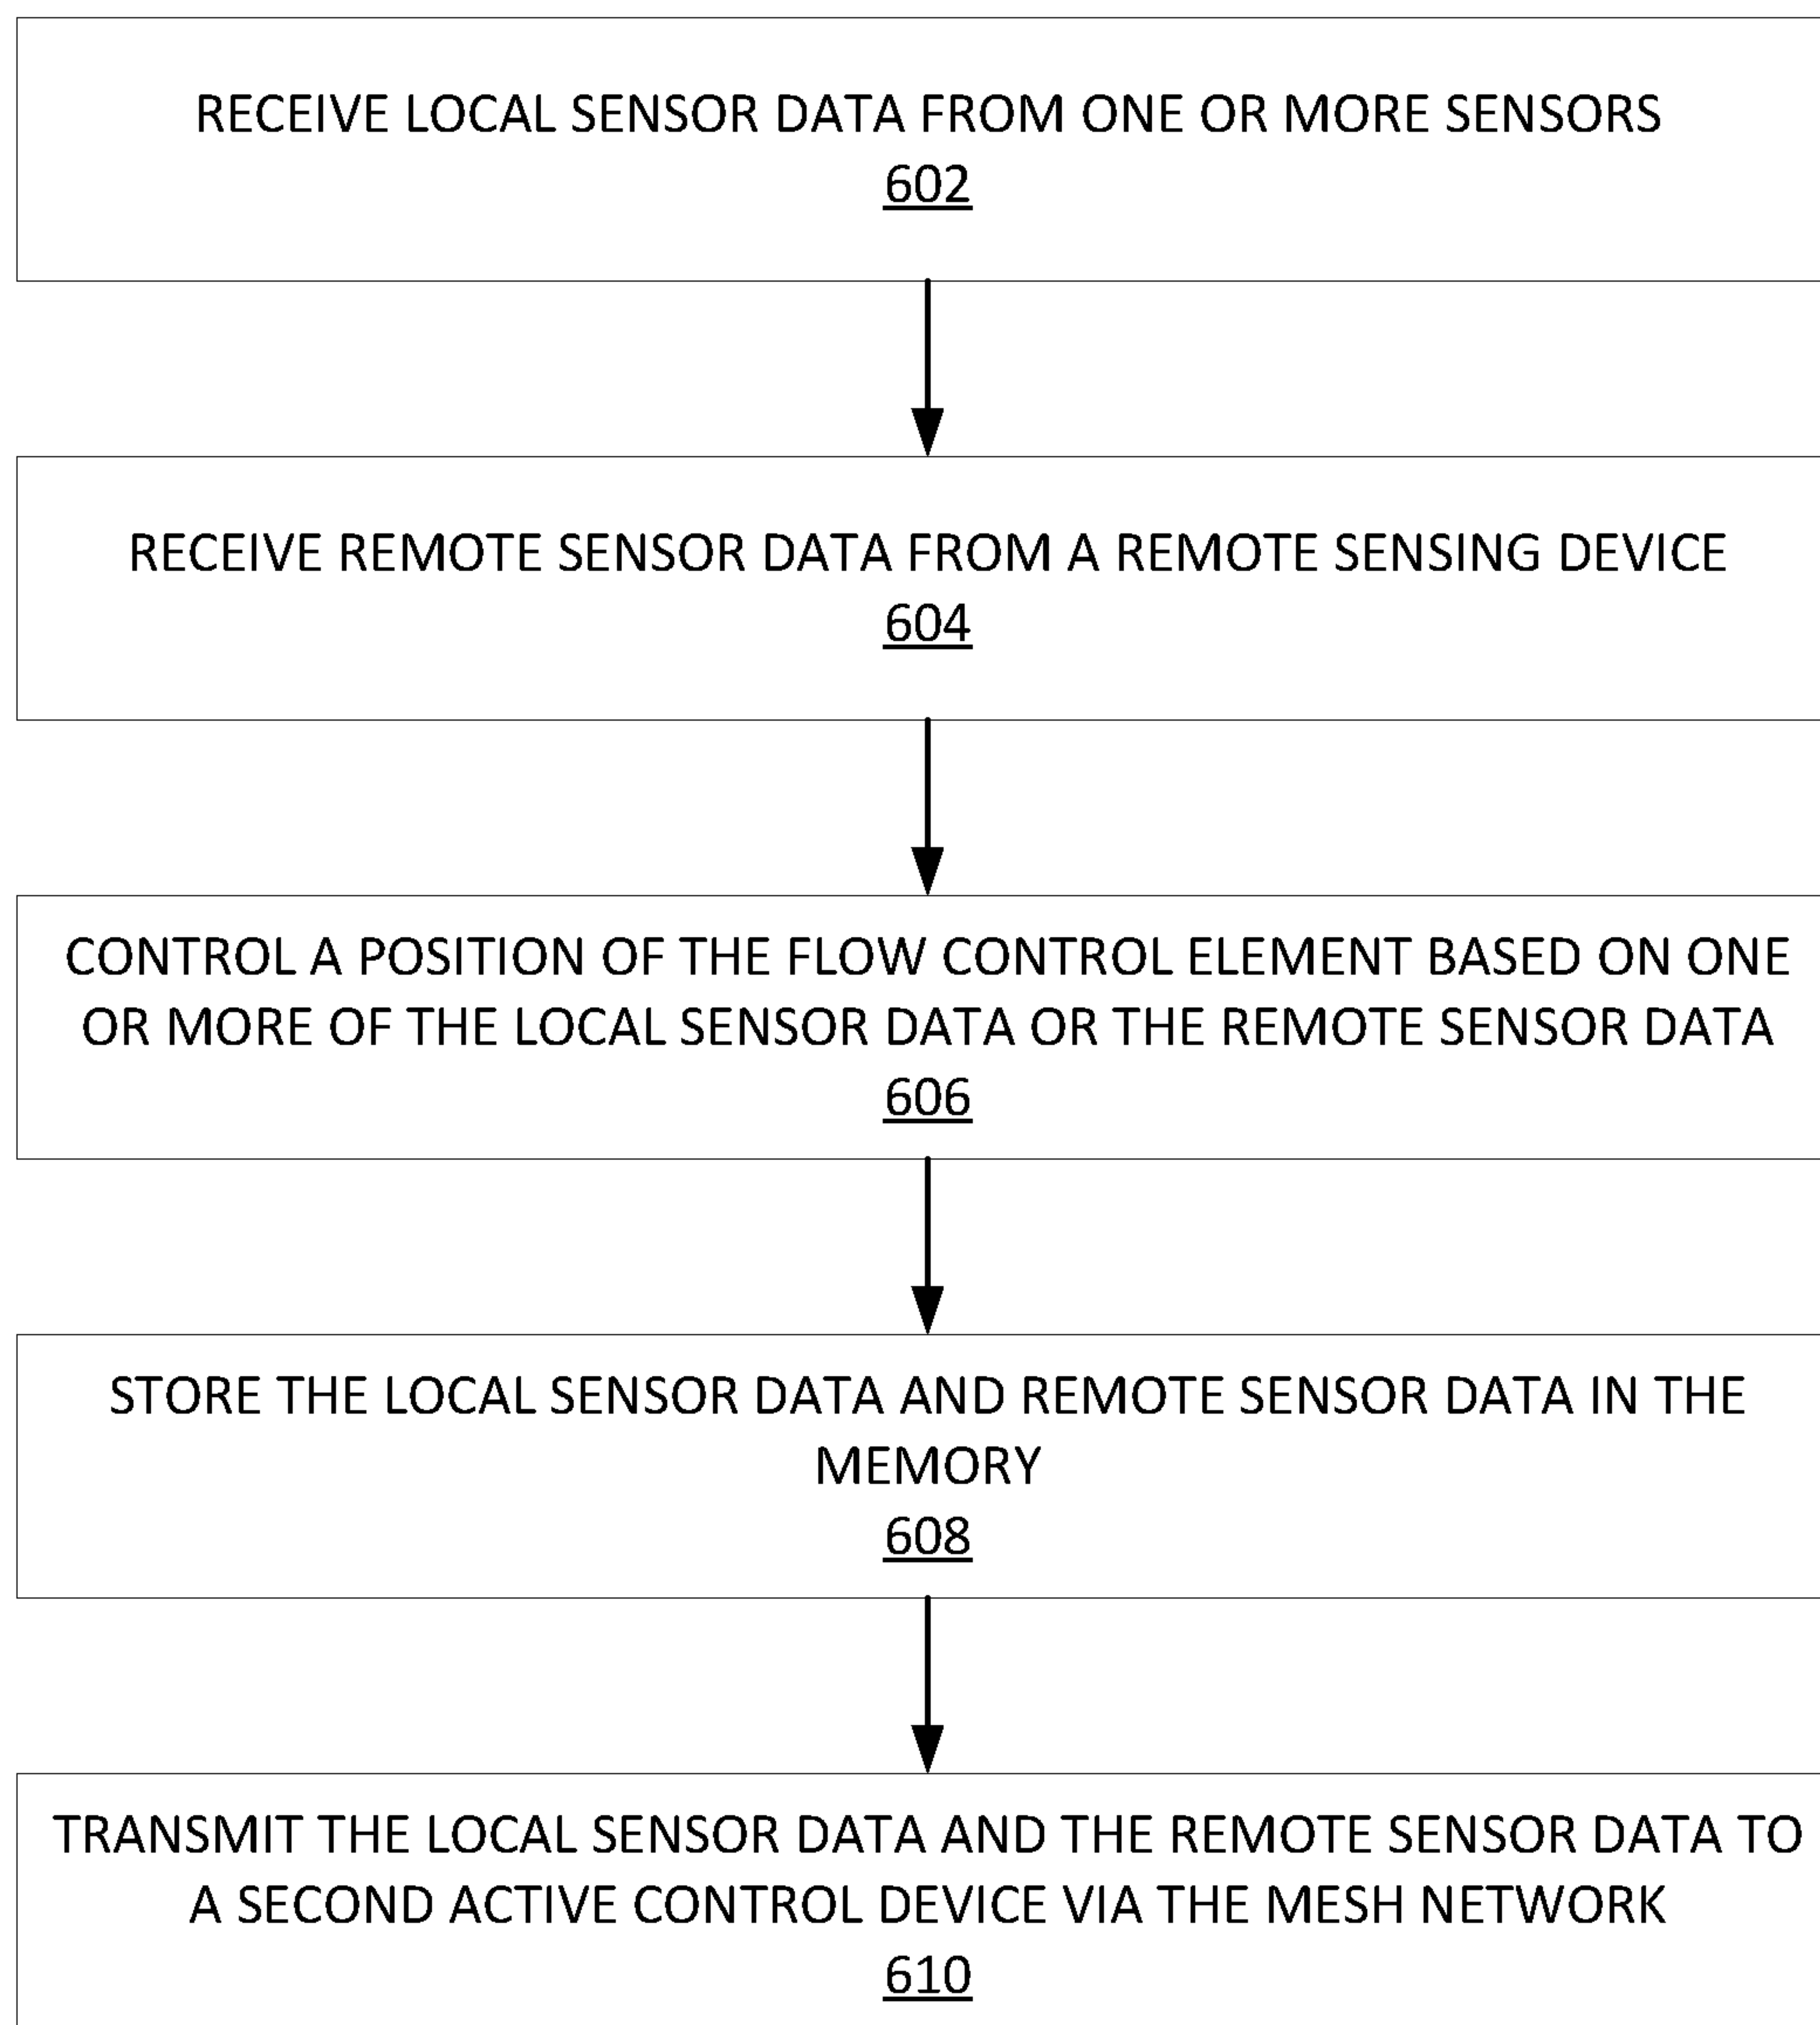 RECEIVE LOCAL SENSOR DATA FROM ONE OR MORE SENSORS
602
RECEIVE REMOTE SENSOR DATA FROM A REMOTE SENSING DEVICE
604
CONTROL A POSITION OF THE FLOW CONTROL ELEMENT BASED ON ONE
OR MORE OF THE LOCAL SENSOR DATA OR THE REMOTE SENSOR DATA
606
STORE THE LOCAL SENSOR DATA AND REMOTE SENSOR DATA IN THE
MEMORY
608
TRANSMIT THE LOCAL SENSOR DATA AND THE REMOTE SENSOR DATA TO
A SECOND ACTIVE CONTROL DEVICE VIA THE MESH NETWORK
610